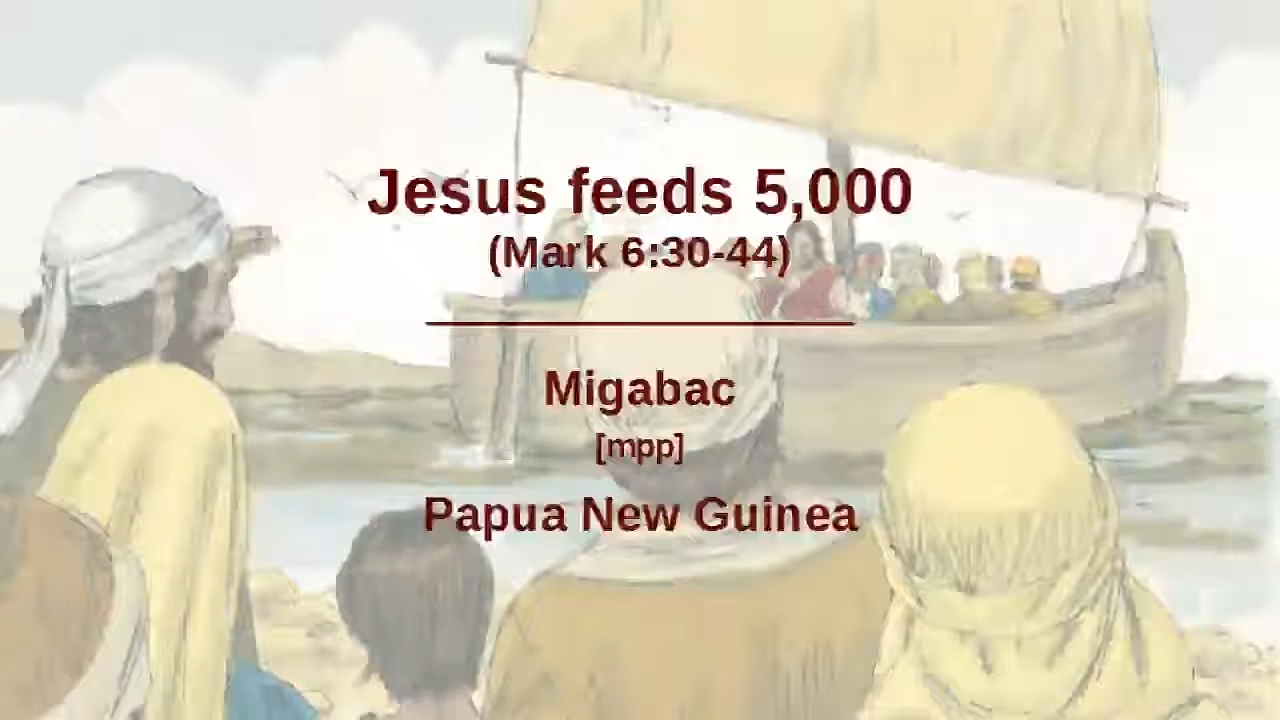 Jesus feeds 5,000
(Mark 6:30-44)
Migabac
[mpp]
Papua New Guinea